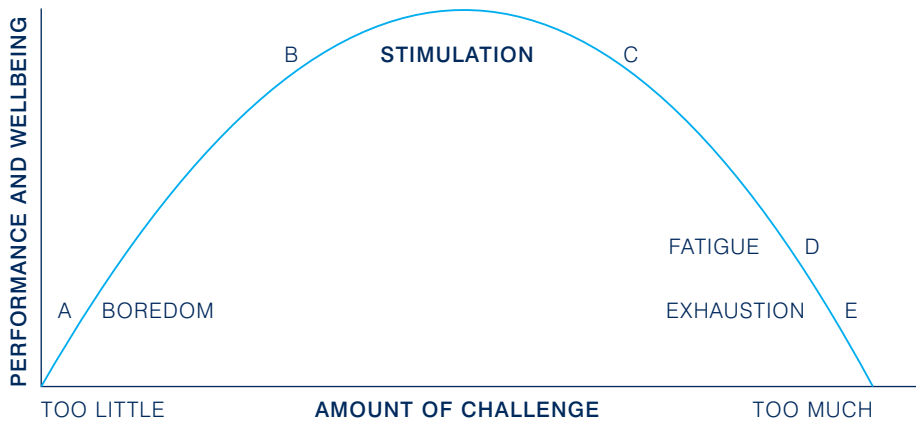 PERFORMANCE AND WELLBEING
B
STIMULATION
C
FATIGUE
D
A
BOREDOM
EXHAUSTION
E
TOO LITTLE
AMOUNT OF CHALLENGE
TOO MUCH